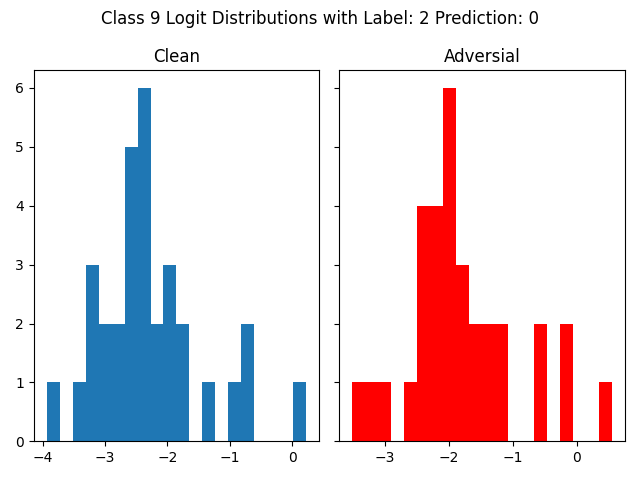 Class 9 Logit Distributions with Label: 2 Prediction: 0
Clean
Adversial
6
5
4
3
2
1
0
−4 −3 −2 −1 0
−3 −2 −1 0